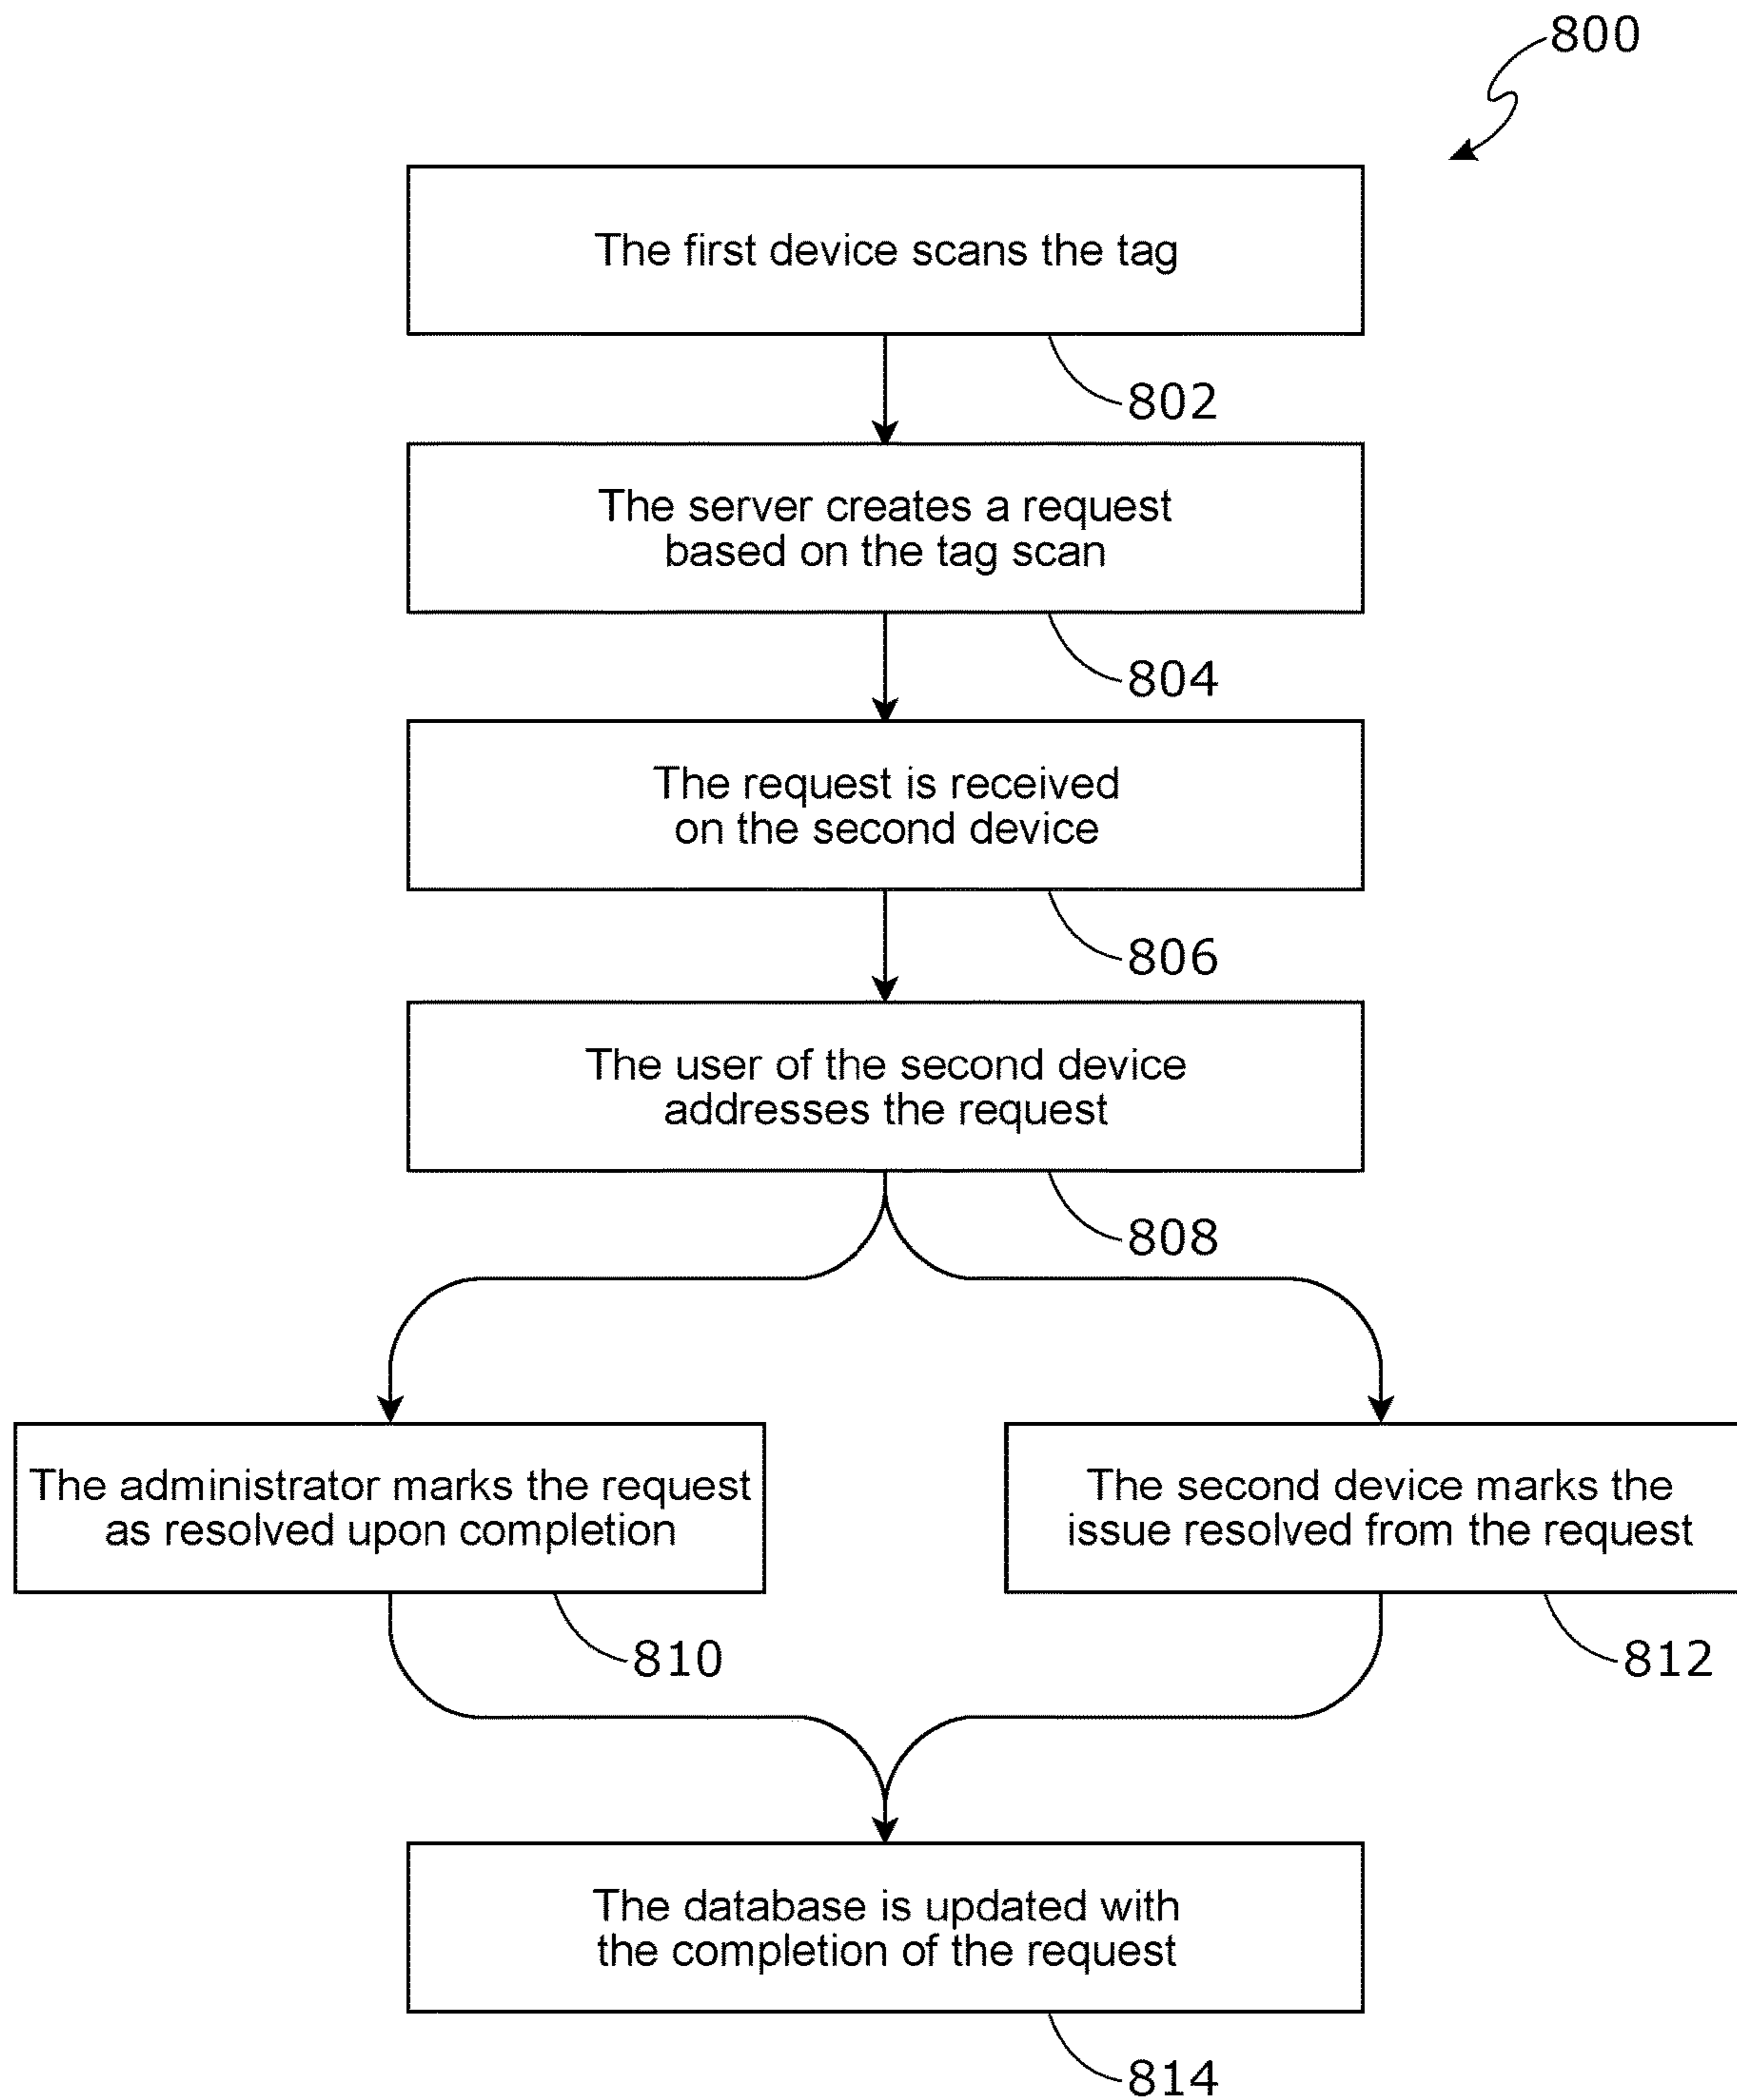 800
The first device scans the tag
802
The server creates a request
based on the tag scan
804
The request is received
on the second device
806
The user of the second device
addresses the request
808
The administrator marks the request
as resolved upon completion
810
The second device marks the
issue resolved from the request
812
The database is updated with
the completion of the request
814